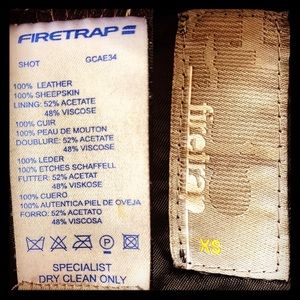 FIRETRAP
SHOT GCAE34
100% LEATHER
100% SHEEPSKIN
LINING: 52% ACETATE
48% VISCOSE
100% CUIR
100% PEAU DE MOUTON
DOUBLURE: 52% ACETATE
48% VISCOSE
100% LEDER
100% ETCHES SCHAFFELL
FUTTER: 52% ACETAT
48% VISKOSE
100% CUERO
100% AUTENTICA PIEL DE OVEJA
FORRO: 52% ACETATO
48% VISCOSA
SPECIALIST
DRY CLEAN ONLY
firetrap
XS